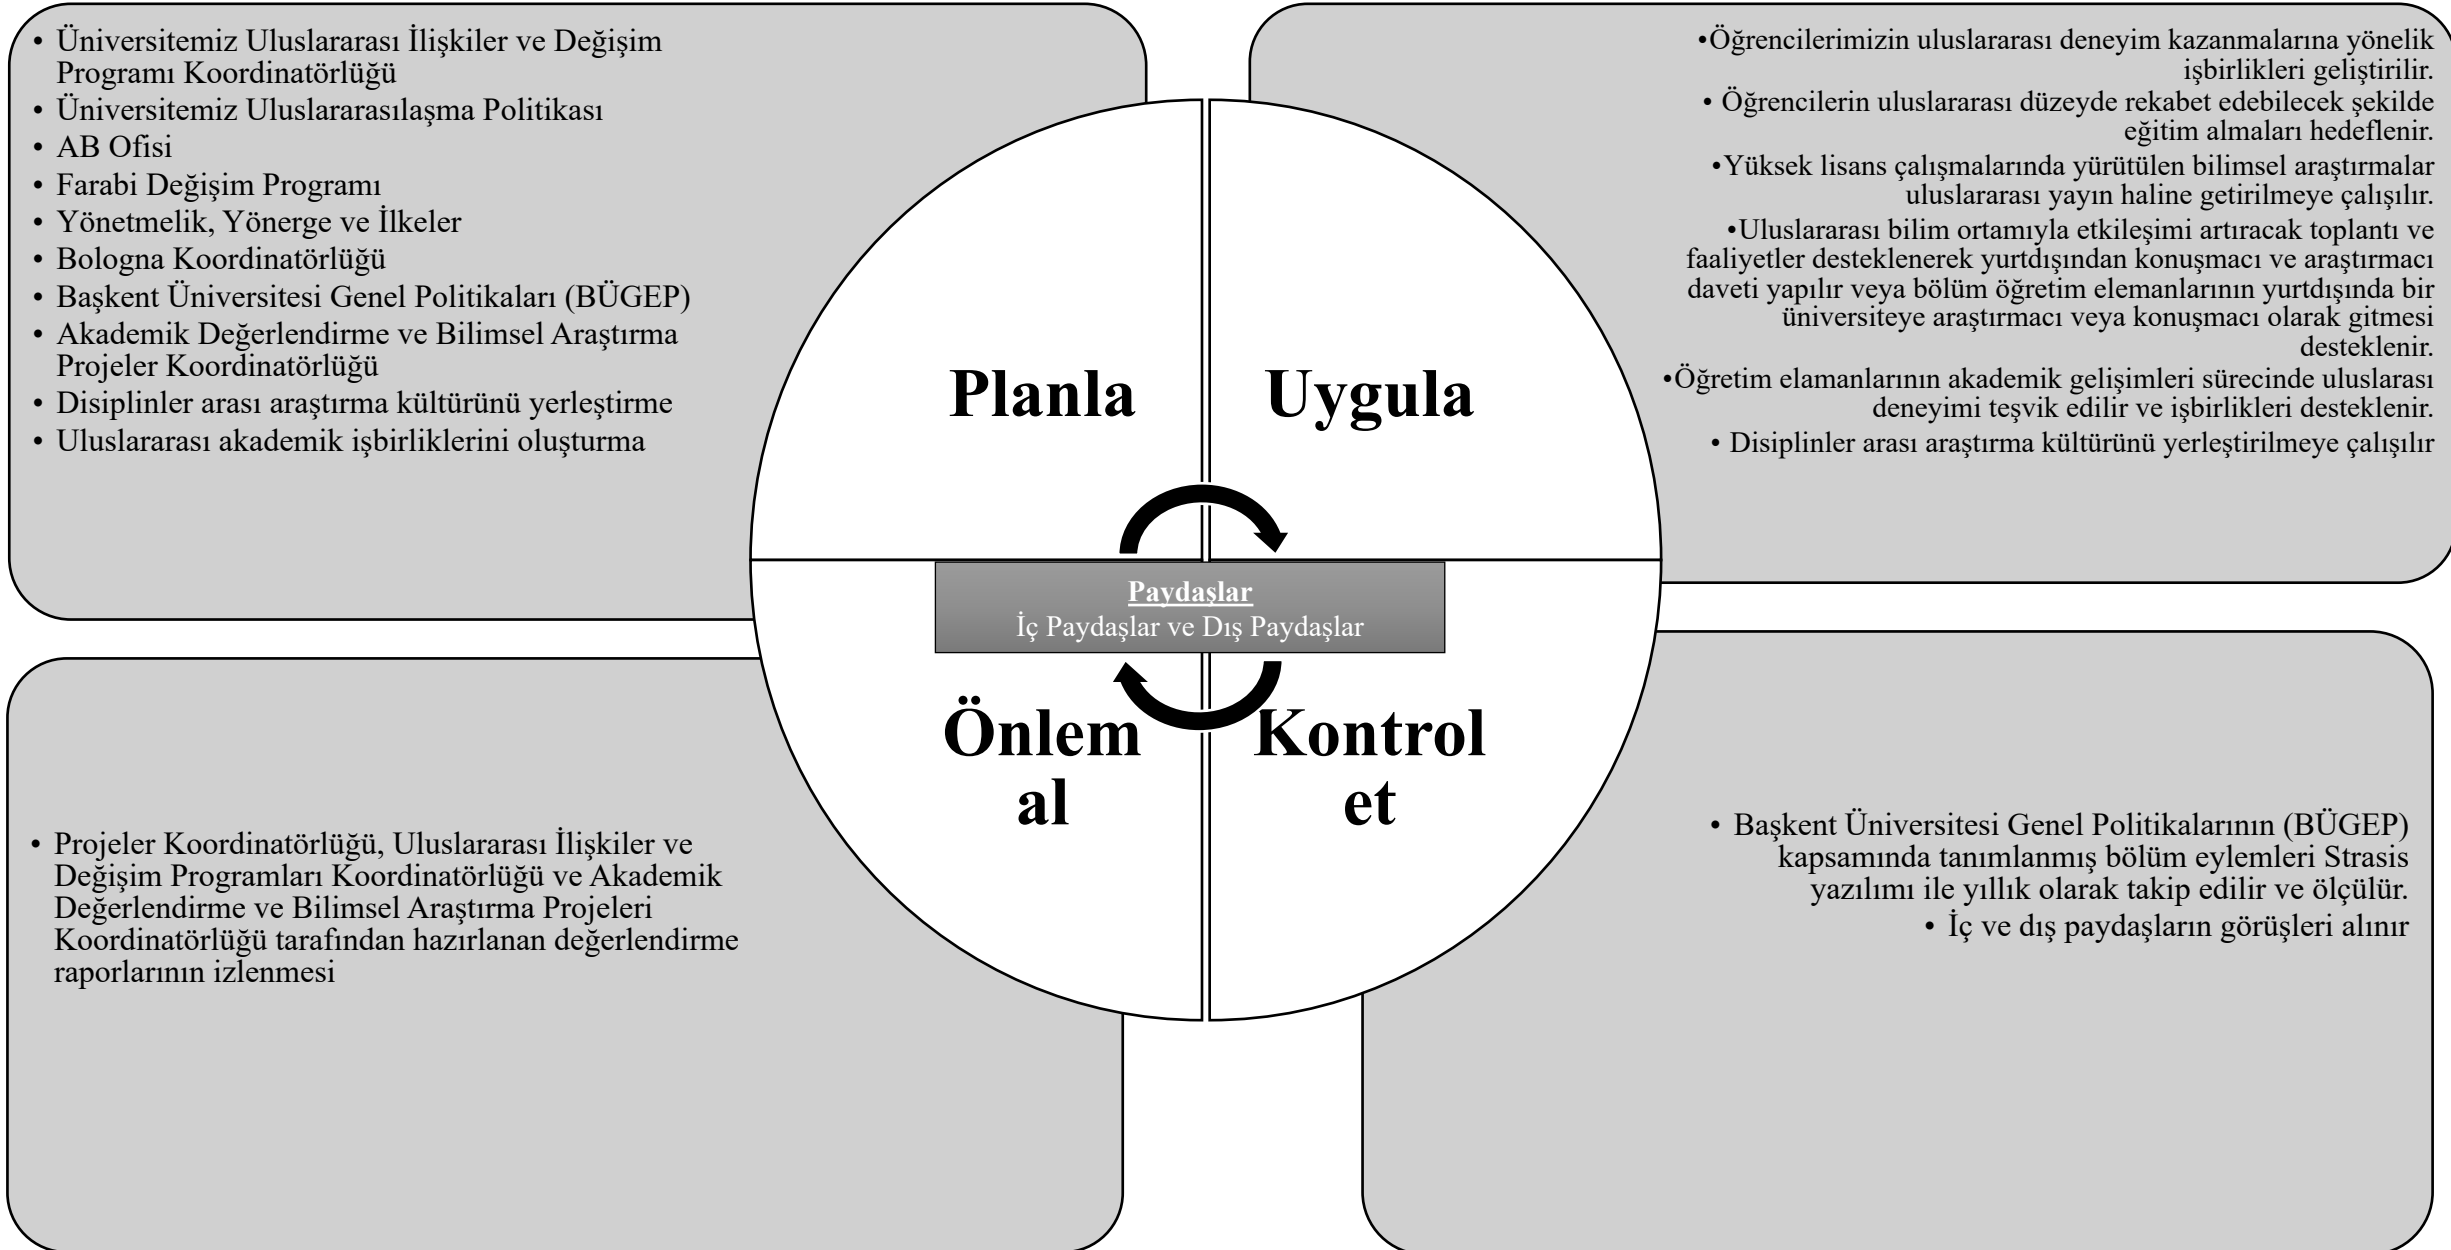 • Üniversitemiz Uluslararası İlişkiler ve Değişim
Programı Koordinatörlüğü
• Üniversitemiz Uluslararasılaşma Politikası
• AB Ofisi
• Farabi Değişim Programı
• Yönetmelik, Yönerge ve İlkeler
• Bologna Koordinatörlüğü
• Başkent Üniversitesi Genel Politikaları (BÜGEP)
• Akademik Değerlendirme ve Bilimsel Araştırma
Projeler Koordinatörlüğü
• Disiplinler arası araştırma kültürünü yerleştirme
• Uluslararası akademik işbirliklerini oluşturma
•Öğrencilerimizin uluslararası deneyim kazanmalarına yönelik
işbirlikleri geliştirilir.
• Öğrencilerin uluslararası düzeyde rekabet edebilecek şekilde
eğitim almaları hedeflenir.
•Yüksek lisans çalışmalarında yürütülen bilimsel araştırmalar
uluslararası yayın haline getirilmeye çalışılır.
•Uluslararası bilim ortamıyla etkileşimi artıracak toplantı ve
faaliyetler desteklenerek yurtdışından konuşmacı ve araştırmacı
daveti yapılır veya bölüm öğretim elemanlarının yurtdışında bir
üniversiteye araştırmacı veya konuşmacı olarak gitmesi
desteklenir.
•Öğretim elamanlarının akademik gelişimleri sürecinde uluslarası
deneyimi teşvik edilir ve işbirlikleri desteklenir.
• Disiplinler arası araştırma kültürünü yerleştirilmeye çalışılır
Planla
Uygula
Paydaşlar
İç Paydaşlar ve Dış Paydaşlar
Önlem
al
Kontrol
et
• Projeler Koordinatörlüğü, Uluslararası İlişkiler ve
Değişim Programları Koordinatörlüğü ve Akademik
Değerlendirme ve Bilimsel Araştırma Projeleri
Koordinatörlüğü tarafından hazırlanan değerlendirme
raporlarının izlenmesi
• Başkent Üniversitesi Genel Politikalarının (BÜGEP)
kapsamında tanımlanmış bölüm eylemleri Strasis
yazılımı ile yıllık olarak takip edilir ve ölçülür.
• İç ve dış paydaşların görüşleri alınır